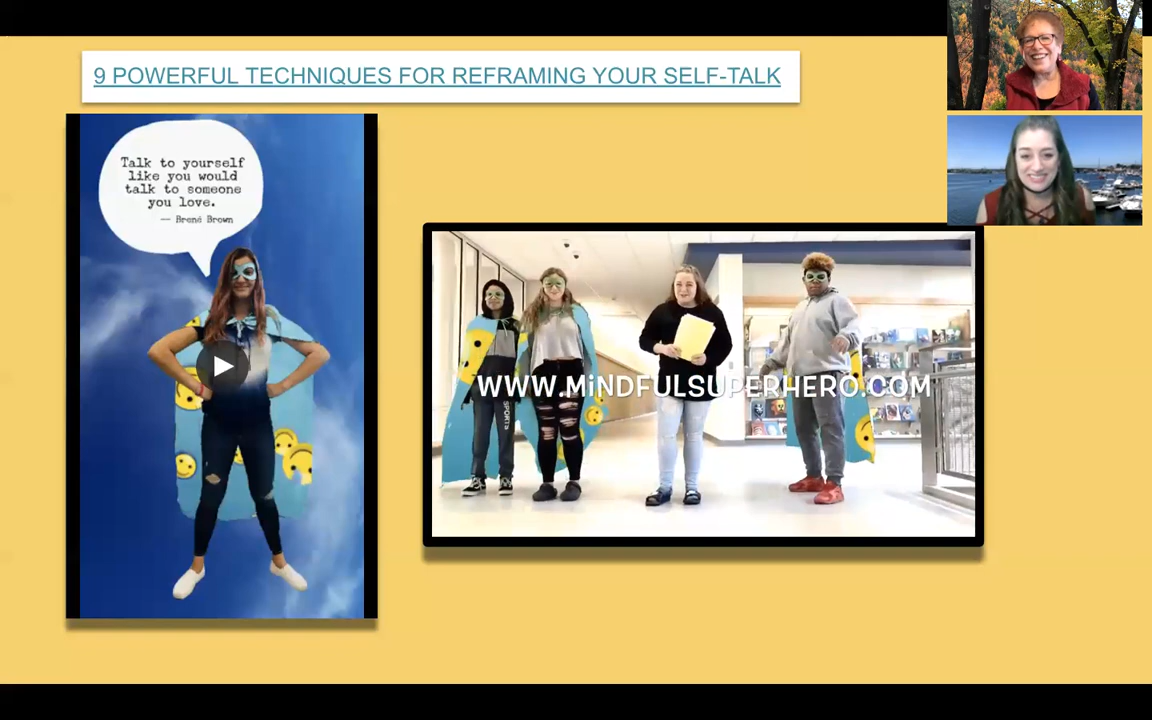 9 POWERFUL TECHNIQUES FOR REFRAMING YOUR SELF-TALK
Talk to yourself
like you would
talk to someone
you love.
-- Brené Brown
WWW.MiNDFULSUPERHERO.COM
SPORTS